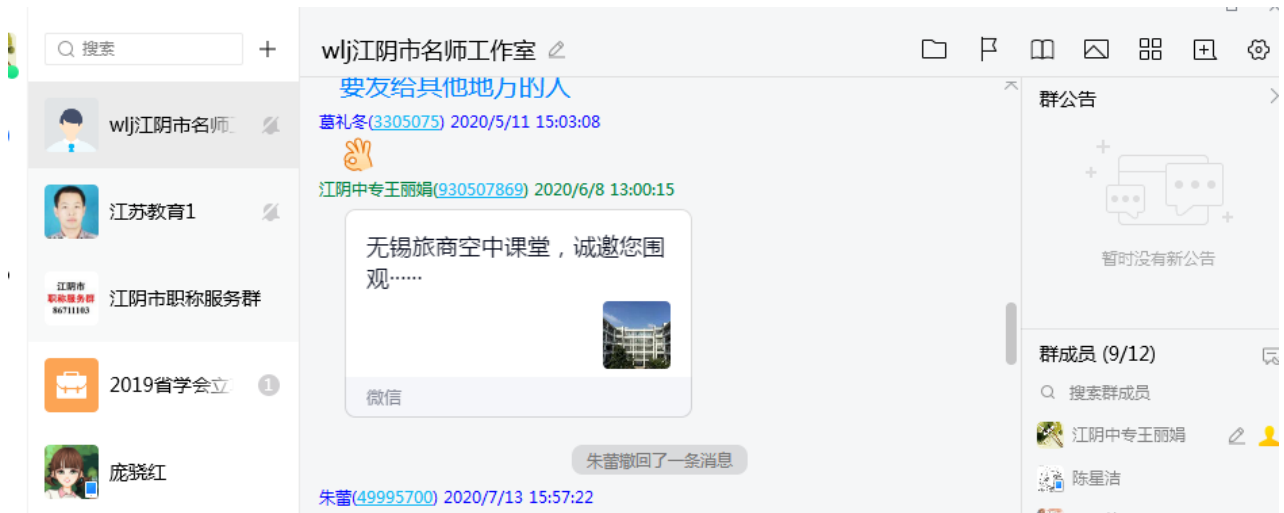 搜索
wlj江阴市名师
江苏教育1
江阴市
职称服务群
86711103
江阴市职称服务群
2019省学会立
1
庞骁红
wlj江阴市名师工作室
要发给其他地方的人
葛礼冬(3305075) 2020/5/11 15:03:08
江阴中专王丽娟(930507869) 2020/6/8 13:00:15
无锡旅商空中课堂，诚邀您围
观······
微信
朱蕾撤回了一条消息
朱蕾(49995700) 2020/7/13 15:57:22
群公告
暂时没有新公告
群成员 (9/12)
搜索群成员
江阴中专王丽娟
陈星洁